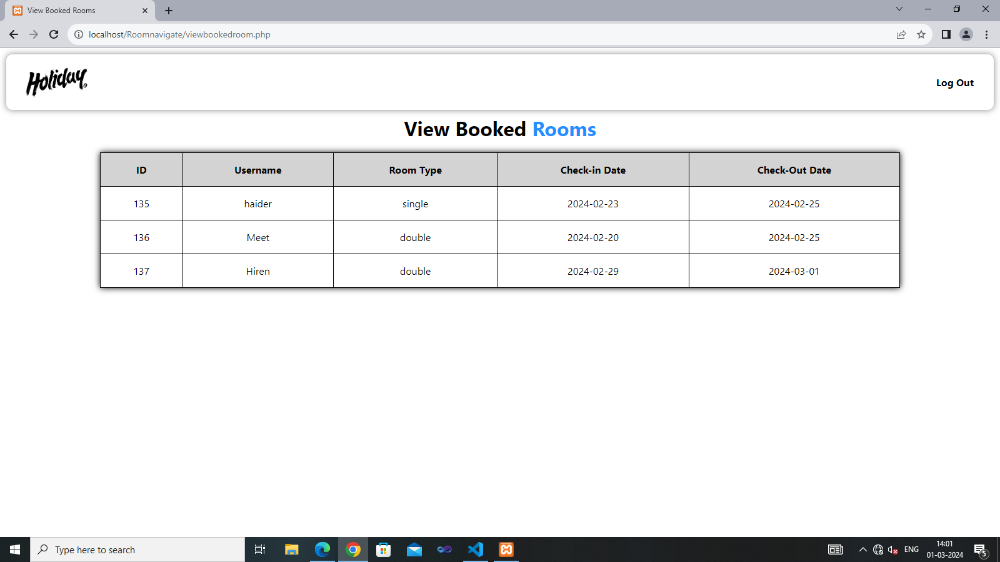 View Booked Rooms
localhost/Roomnavigate/viewbookedroom.php
Holiday
Log Out
View Booked Rooms
ID Username Room Type Check-in Date Check-Out Date
135 haider single 2024-02-23 2024-02-25
136 Meet double 2024-02-20 2024-02-25
137 Hiren double 2024-02-29 2024-03-01
Type here to search
ENG
14:01
01-03-2024
5